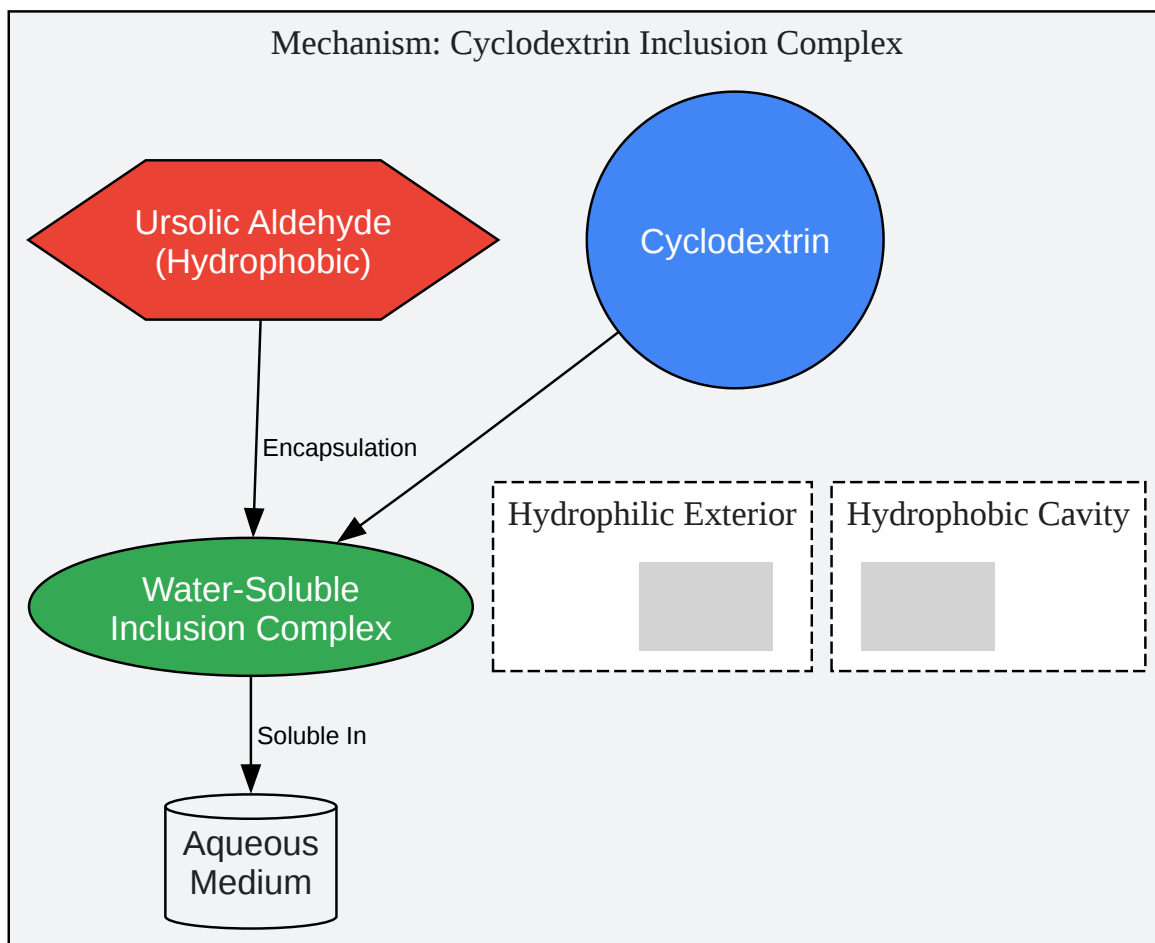 Mechanism: Cyclodextrin Inclusion Complex
Ursolic Aldehyde
(Hydrophobic)
Cyclodextrin
Encapsulation
Hydrophilic Exterior
Hydrophobic Cavity
Water-Soluble
Inclusion Complex
Soluble In
Aqueous
Medium